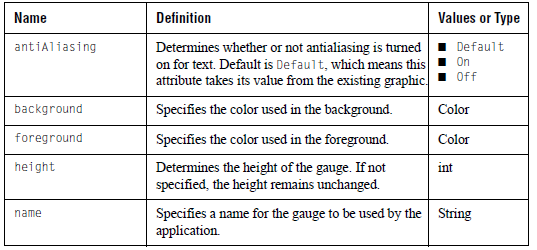 Name Definition Values or Type
antiAliasing Determines whether or not antialiasing is turned ■ Default
on for text. Default is Default, which means this ■ On
attribute takes its value from the existing graphic. ■ Off
background Specifies the color used in the background. Color
foreground Specifies the color used in the foreground. Color
height Determines the height of the gauge. If not int
specified, the height remains unchanged.
name Specifies a name for the gauge to be used by the String
application.